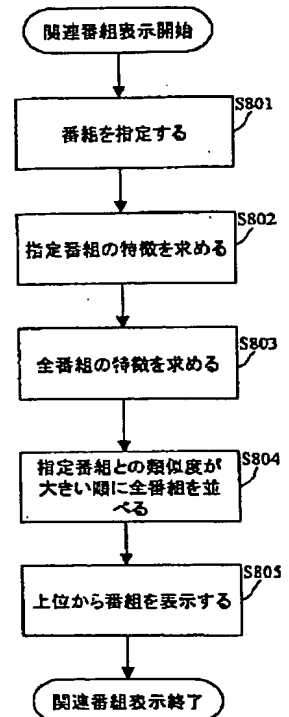 関連番組表示開始
S801
番組を指定する
S802
指定番組の特徴を求める
S803
全番組の特徴を求める
S804
指定番組との類似度が
大きい順に全番組を並
べる
S805
上位から番組を表示する
関連番組表示終了